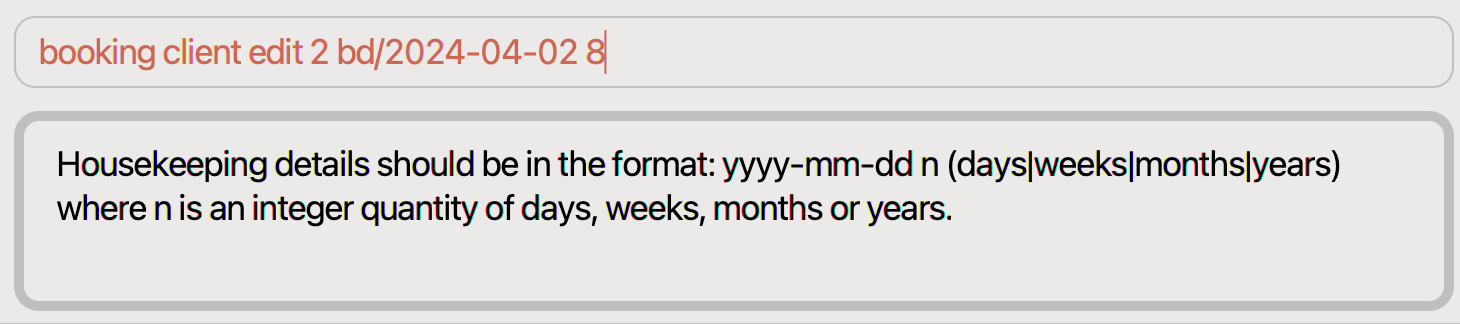 booking client edit 2 bd/2024-04-02 8
Housekeeping details should be in the format: yyyy-mm-dd n (days|weeks|months|years)
where n is an integer quantity of days, weeks, months or years.